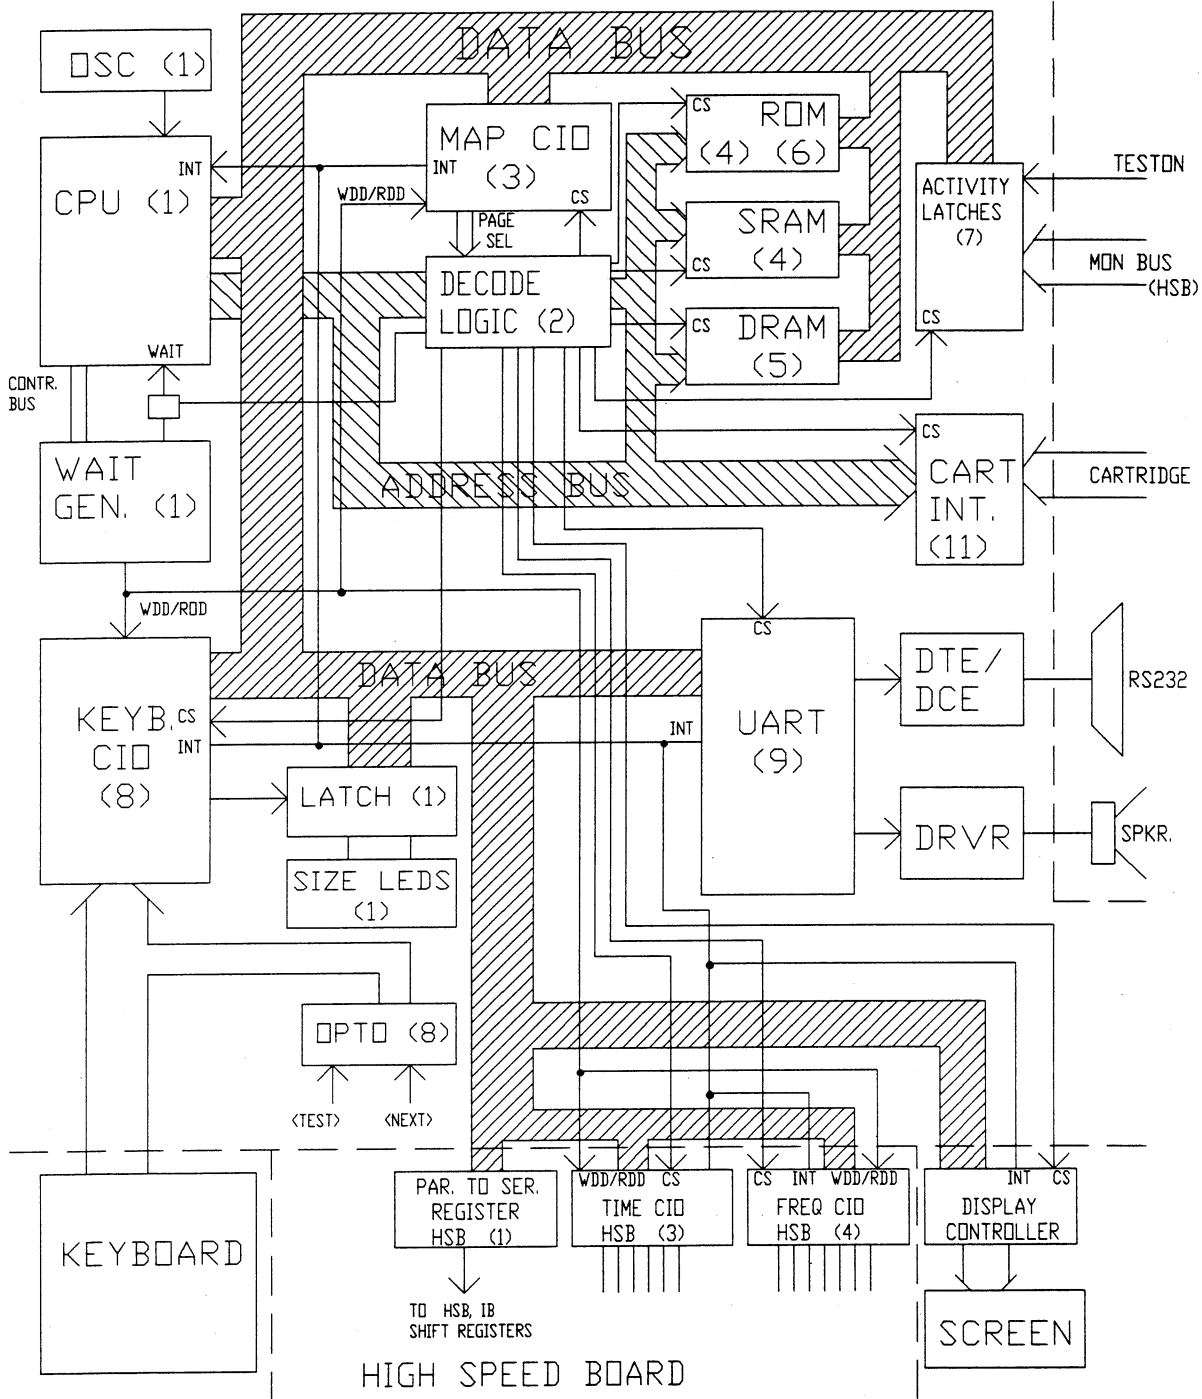 DATA BUS
OSC (1)
CPU (1)
INT
WAIT
CONTR.
BUS
WAIT
GEN. (1)
WDD/RDD
MAP CIO
(3)
INT
CS
WDD/RDD
PAGE
SEL
DECODE
LOGIC (2)
CS
ROM
(4) (6)
SRAM
(4)
CS
CS
DRAM
(5)
ACTIVITY
LATCHES
(7)
CS
TESTON
MON BUS
(HSB)
CS
CART
INT.
(11)
CARTRIDGE
ADDRESS BUS
DATA BUS
KEYB.
CIO
(8)
CS
INT
LATCH (1)
SIZE LEDS
(1)
OPTO (8)
<TEST>
<NEXT>
CS
INT
UART
(9)
DTE/
DCE
RS232
DRVR
SPKR.
KEYBOARD
PAR. TO SER.
REGISTER
HSB (1)
TO HSB, IB
SHIFT REGISTERS
WDD/RDD CS
TIME CIO
HSB (3)
CS INT WDD/RDD
FREQ CIO
HSB (4)
INT CS
DISPLAY
CONTROLLER
SCREEN
HIGH SPEED BOARD